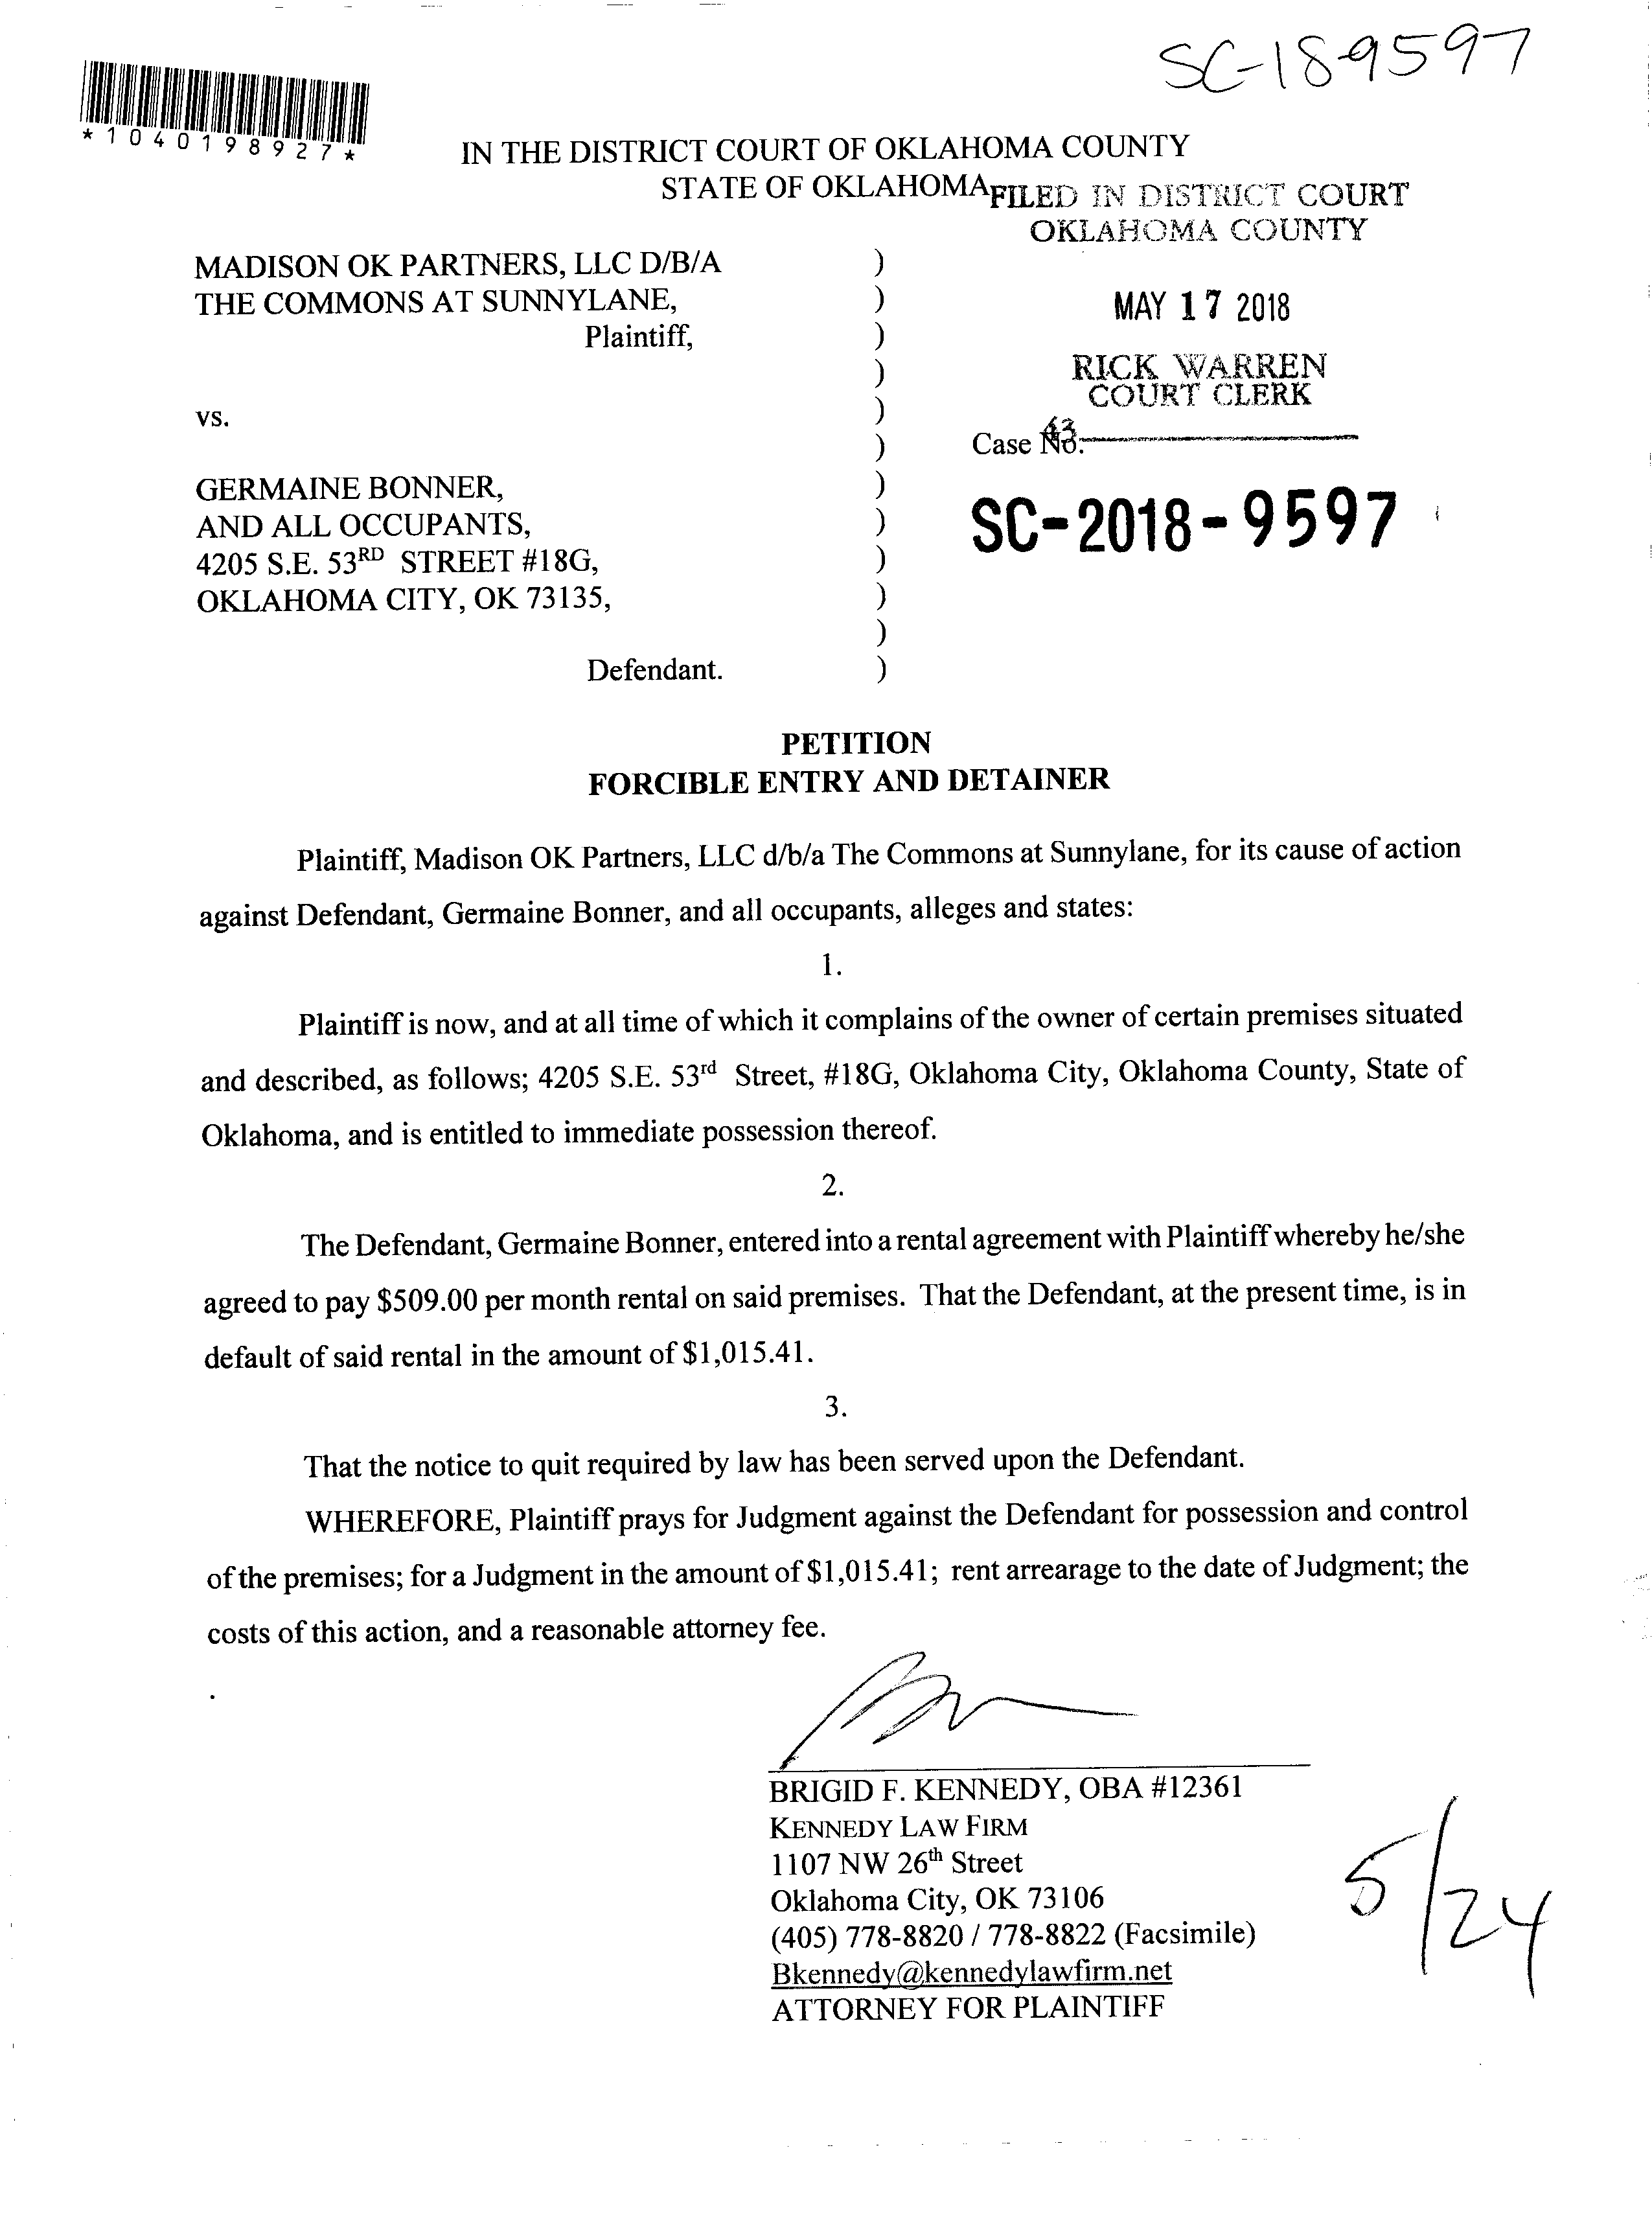 SC-189597
*1040198927*
IN THE DISTRICT COURT OF OKLAHOMA COUNTY
STATE OF OKLAHOMA
FILED IN DISTRICT COURT
OKLAHOMA COUNTY
MADISON OK PARTNERS, LLC D/B/A )
THE COMMONS AT SUNNYLANE, )
Plaintiff, )
)
vs. )
)
GERMAINE BONNER, )
AND ALL OCCUPANTS, )
4205 S.E. 53RD STREET #18G, )
OKLAHOMA CITY, OK 73135, )
)
Defendant. )
MAY 17 2018
RICK WARREN
COURT CLERK
43
Case No.
SC-2018-9597
PETITION
FORCIBLE ENTRY AND DETAINER
Plaintiff, Madison OK Partners, LLC d/b/a The Commons at Sunnylane, for its cause of action
against Defendant, Germaine Bonner, and all occupants, alleges and states:
1.
Plaintiff is now, and at all time of which it complains of the owner of certain premises situated
and described, as follows; 4205 S.E. 53rd Street, #18G, Oklahoma City, Oklahoma County, State of
Oklahoma, and is entitled to immediate possession thereof.
2.
The Defendant, Germaine Bonner, entered into a rental agreement with Plaintiff whereby he/she
agreed to pay $509.00 per month rental on said premises. That the Defendant, at the present time, is in
default of said rental in the amount of $1,015.41.
3.
That the notice to quit required by law has been served upon the Defendant.
WHEREFORE, Plaintiff prays for Judgment against the Defendant for possession and control
of the premises; for a Judgment in the amount of $1,015.41; rent arrearage to the date of Judgment; the
costs of this action, and a reasonable attorney fee.
BRIGID F. KENNEDY, OBA #12361
KENNEDY LAW FIRM
1107 NW 26th Street
Oklahoma City, OK 73106
(405) 778-8820 / 778-8822 (Facsimile)
Bkennedy@kennedylawfirm.net
ATTORNEY FOR PLAINTIFF
5/24